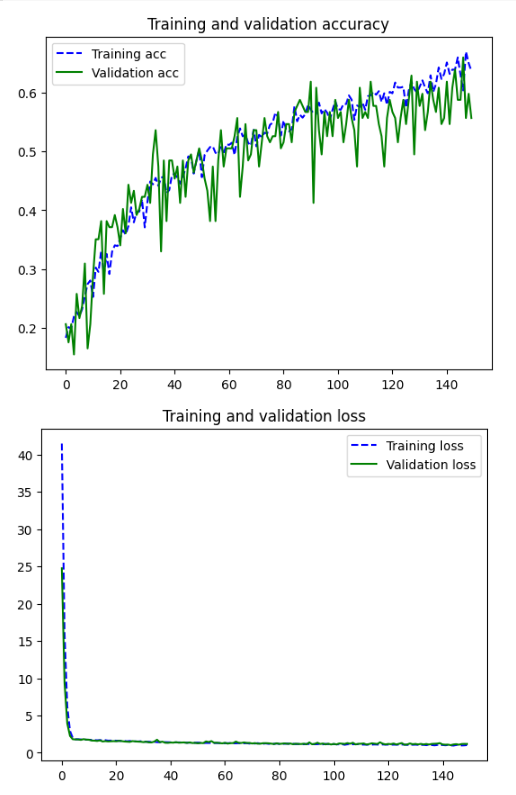 Training and validation accuracy
Training acc
Validation acc
0.6
0.5
0.4
0.3
0.2
0 20 40 60 80 100 120 140
Training and validation loss
Training loss
Validation loss
40
35
30
25
20
15
10
5
0
0 20 40 60 80 100 120 140